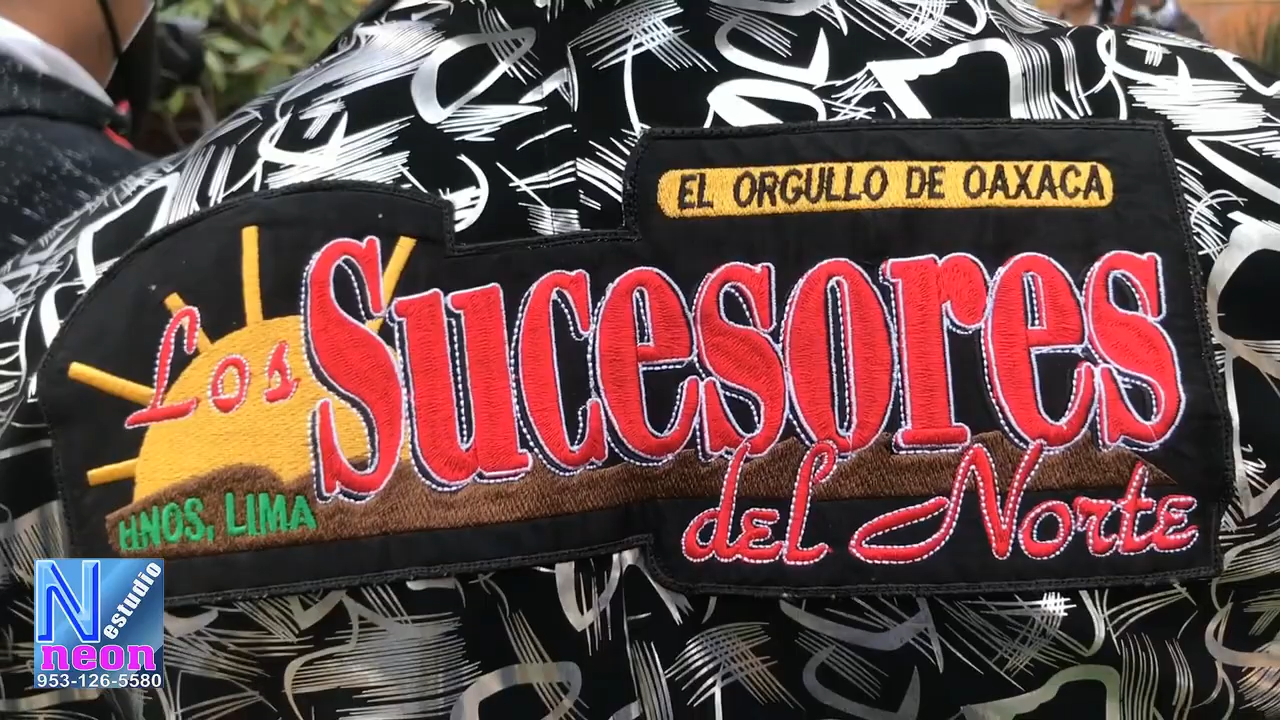 EL ORGULLO DE OAXACA
Los Sucesores
del Norte
HNOS, LIMA
N estudio
neon
953-126-5580